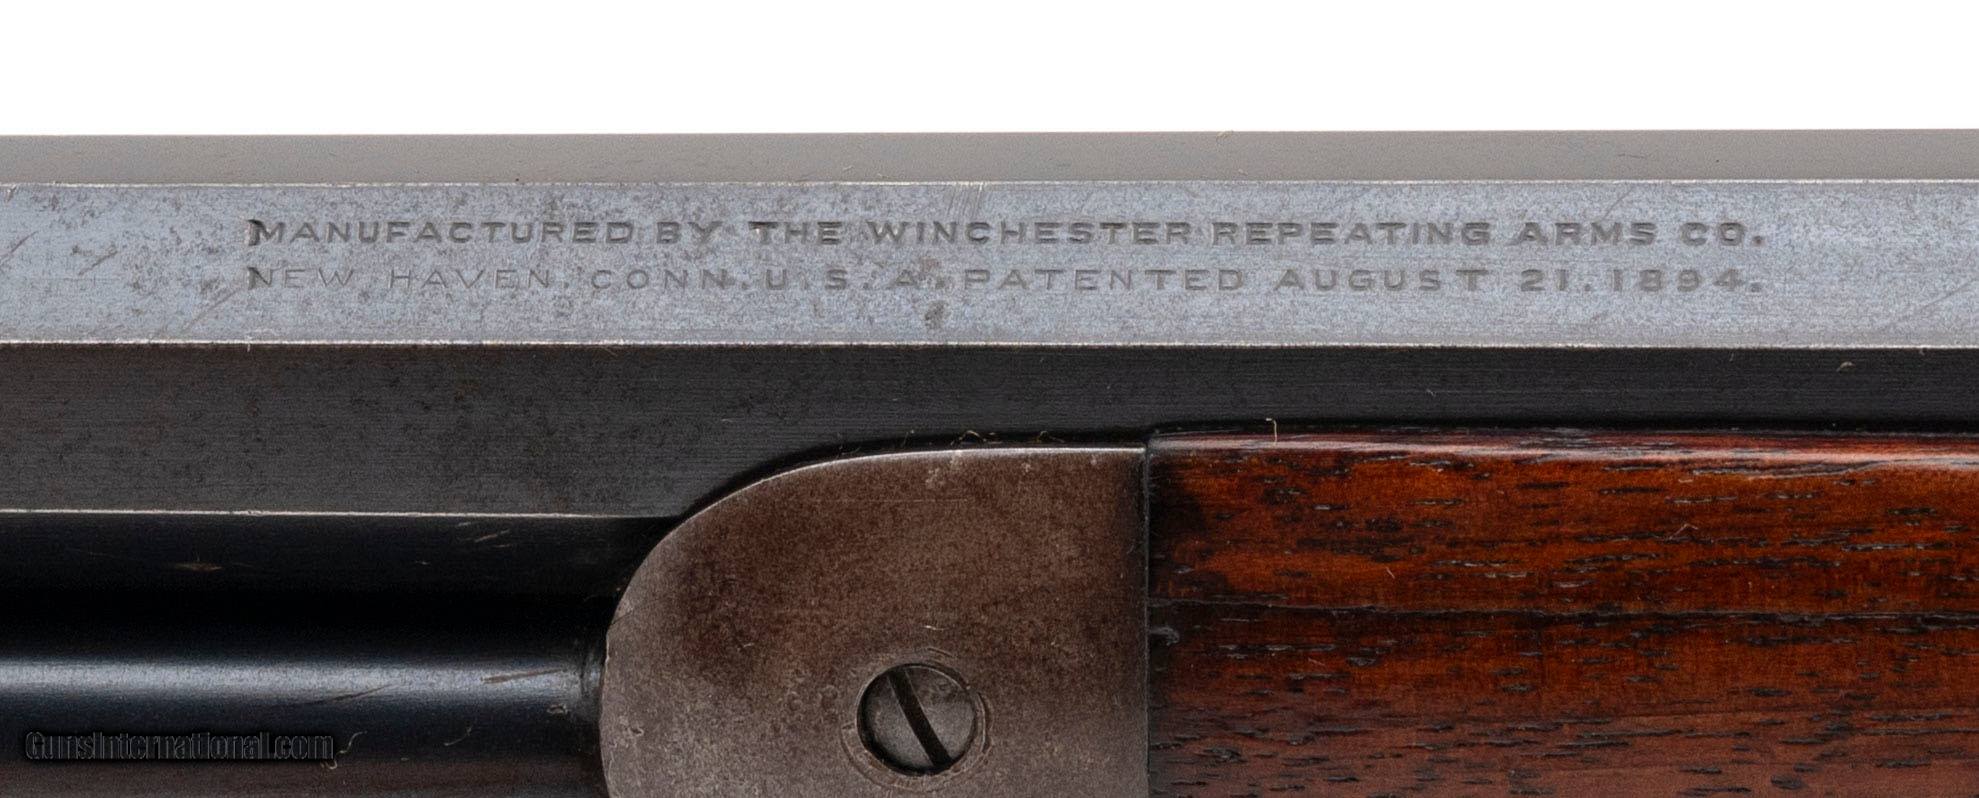 MANUFACTURED BY THE WINCHESTER REPEATING ARMS CO.
NEW HAVEN. CONN. U. S. A. PATENTED AUGUST 21. 1894.
GunsInternational.com